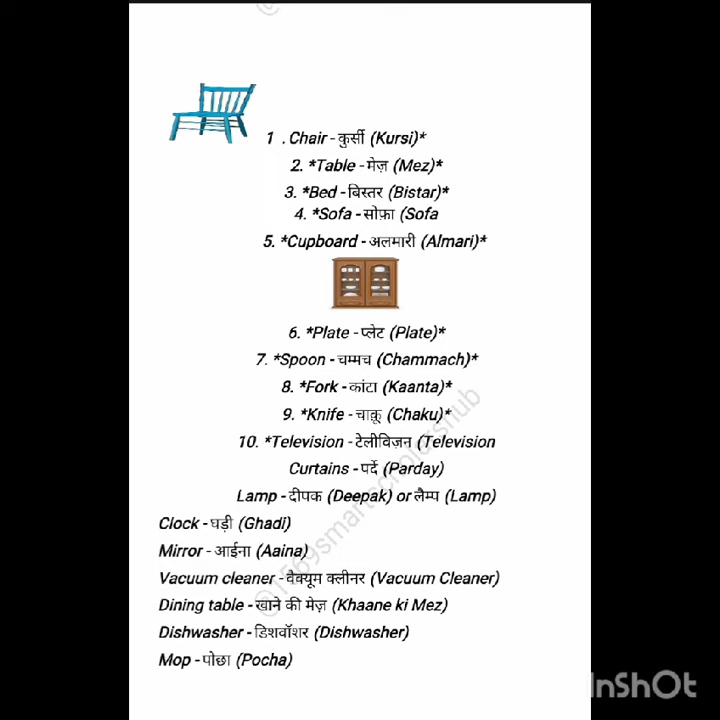 1 . Chair - कुर्सी (Kursi)*
2. *Table - मेज़ (Mez)*
3. *Bed - बिस्तर (Bistar)*
4. *Sofa - सोफ़ा (Sofa
5. *Cupboard - अलमारी (Almari)*
6. *Plate - प्लेट (Plate)*
7. *Spoon - चम्मच (Chammach)*
8. *Fork - कांटा (Kaanta)*
9. *Knife - चाक़ू (Chaku)*
10. *Television - टेलीविज़न (Television
Curtains - पर्दे (Parday)
Lamp - दीपक (Deepak) or लैम्प (Lamp)
Clock - घड़ी (Ghadi)
Mirror - आईना (Aaina)
Vacuum cleaner - वैक्यूम क्लीनर (Vacuum Cleaner)
Dining table - खाने की मेज़ (Khaane ki Mez)
Dishwasher - डिशवॉशर (Dishwasher)
Mop - पोछा (Pocha)
InShOt